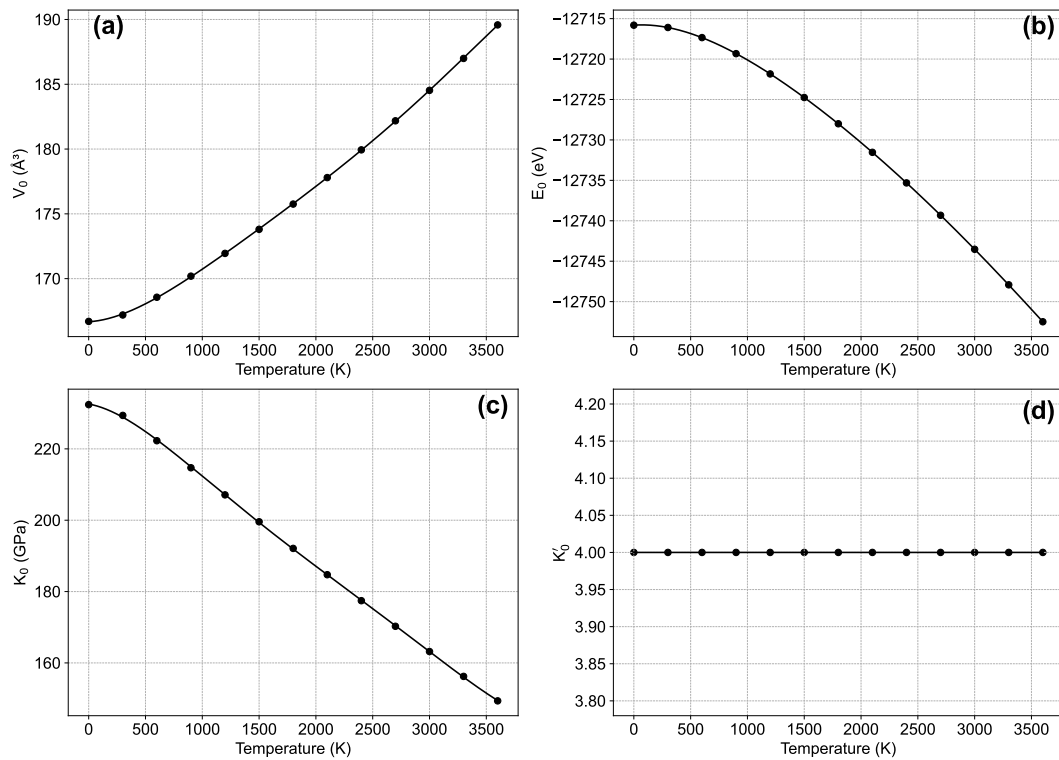 (a)
190
185
180
175
170
V₀ (Å³)
0 500 1000 1500 2000 2500 3000 3500
Temperature (K)
(b)
−12715
−12720
−12725
−12730
−12735
−12740
−12745
−12750
E₀ (eV)
0 500 1000 1500 2000 2500 3000 3500
Temperature (K)
(c)
220
200
180
160
K₀ (GPa)
0 500 1000 1500 2000 2500 3000 3500
Temperature (K)
(d)
4.20
4.15
4.10
4.05
4.00
3.95
3.90
3.85
3.80
K′₀
0 500 1000 1500 2000 2500 3000 3500
Temperature (K)